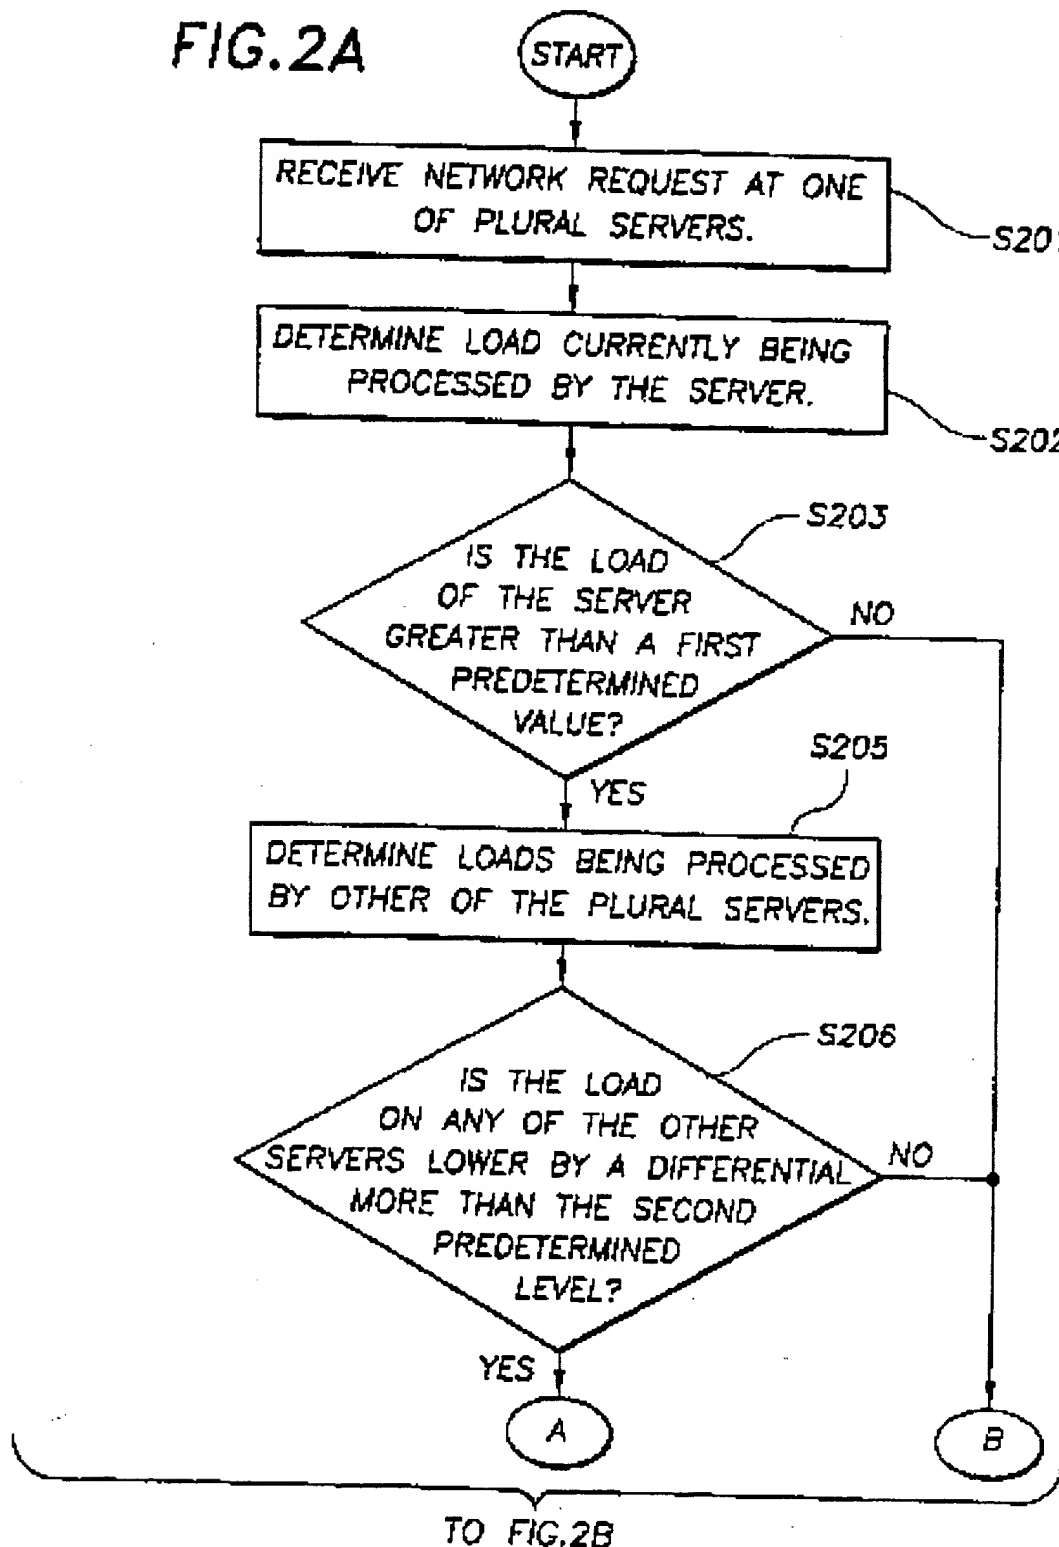 FIG.2A
START
RECEIVE NETWORK REQUEST AT ONE
OF PLURAL SERVERS.
S201
DETERMINE LOAD CURRENTLY BEING
PROCESSED BY THE SERVER.
S202
S203
IS THE LOAD
OF THE SERVER
GREATER THAN A FIRST
PREDETERMINED
VALUE?
NO
YES
S205
DETERMINE LOADS BEING PROCESSED
BY OTHER OF THE PLURAL SERVERS.
S206
IS THE LOAD
ON ANY OF THE OTHER
SERVERS LOWER BY A DIFFERENTIAL
MORE THAN THE SECOND
PREDETERMINED
LEVEL?
NO
YES
A
B
TO FIG.2B